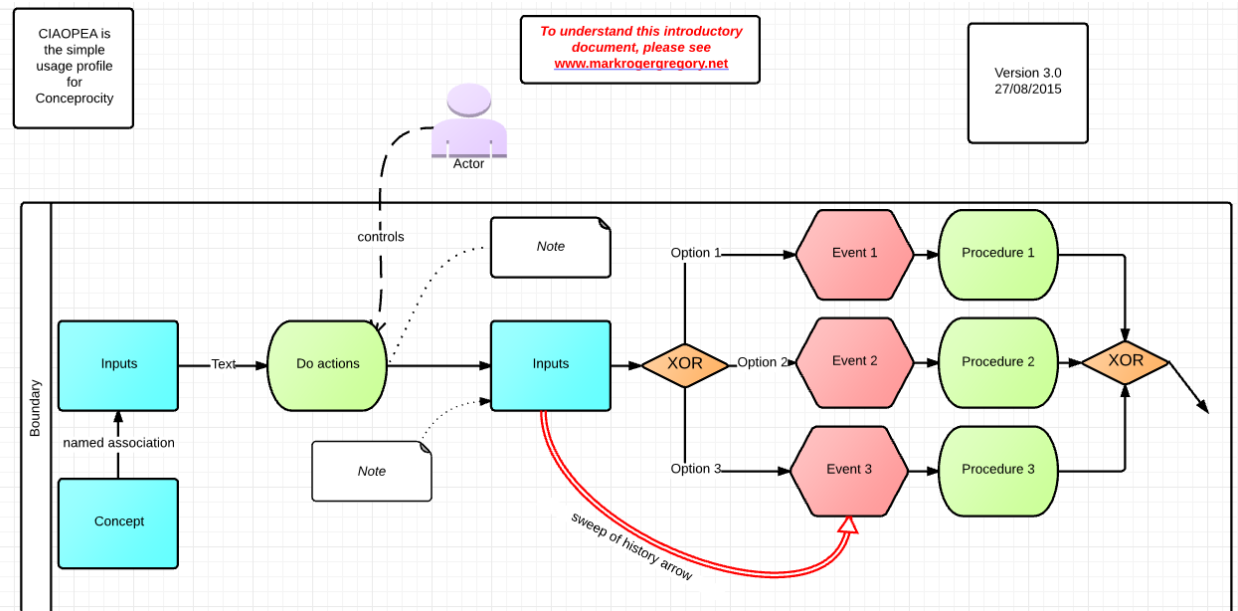 CIAOPEA is
the simple
usage profile
for
Conceprocity
To understand this introductory
document, please see
www.markrogergregory.net
Version 3.0
27/08/2015
Actor
controls
Note
Option 1
Event 1
Procedure 1
Inputs
Text
Do actions
Inputs
XOR
Option 2
Event 2
Procedure 2
XOR
Boundary
named association
Note
Option 3
Event 3
Procedure 3
Concept
sweep of history arrow